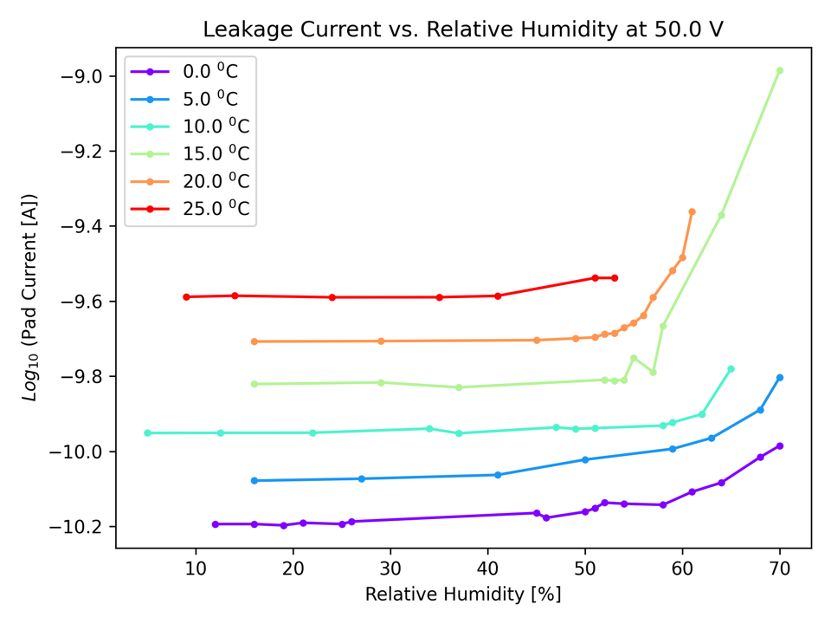 Leakage Current vs. Relative Humidity at 50.0 V
0.0 ⁰C
5.0 ⁰C
10.0 ⁰C
15.0 ⁰C
20.0 ⁰C
25.0 ⁰C
Log₁₀ (Pad Current [A])
−9.0
−9.2
−9.4
−9.6
−9.8
−10.0
−10.2
10 20 30 40 50 60 70
Relative Humidity [%]